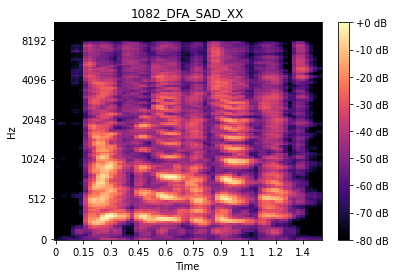 1082_DFA_SAD_XX
+0 dB
8192
-10 dB
4096
-20 dB
-30 dB
2048
Hz
-40 dB
1024
-50 dB
512
-60 dB
-70 dB
0
-80 dB
0 0.15 0.3 0.45 0.6 0.75 0.9 1.1 1.2 1.4
Time